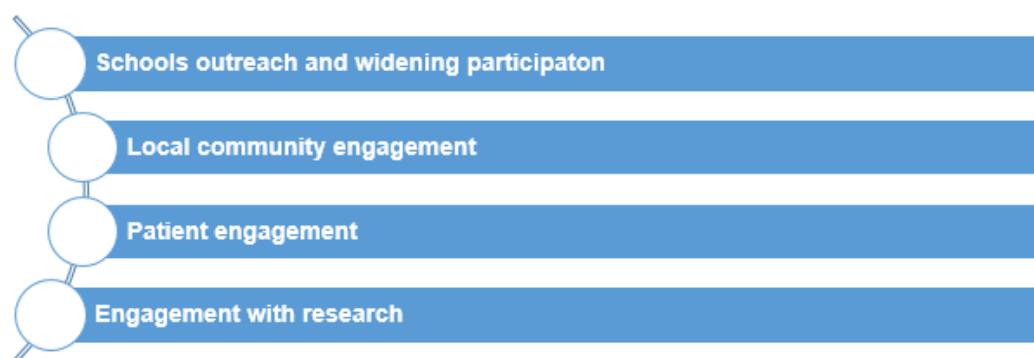 Schools outreach and widening participaton
Local community engagement
Patient engagement
Engagement with research